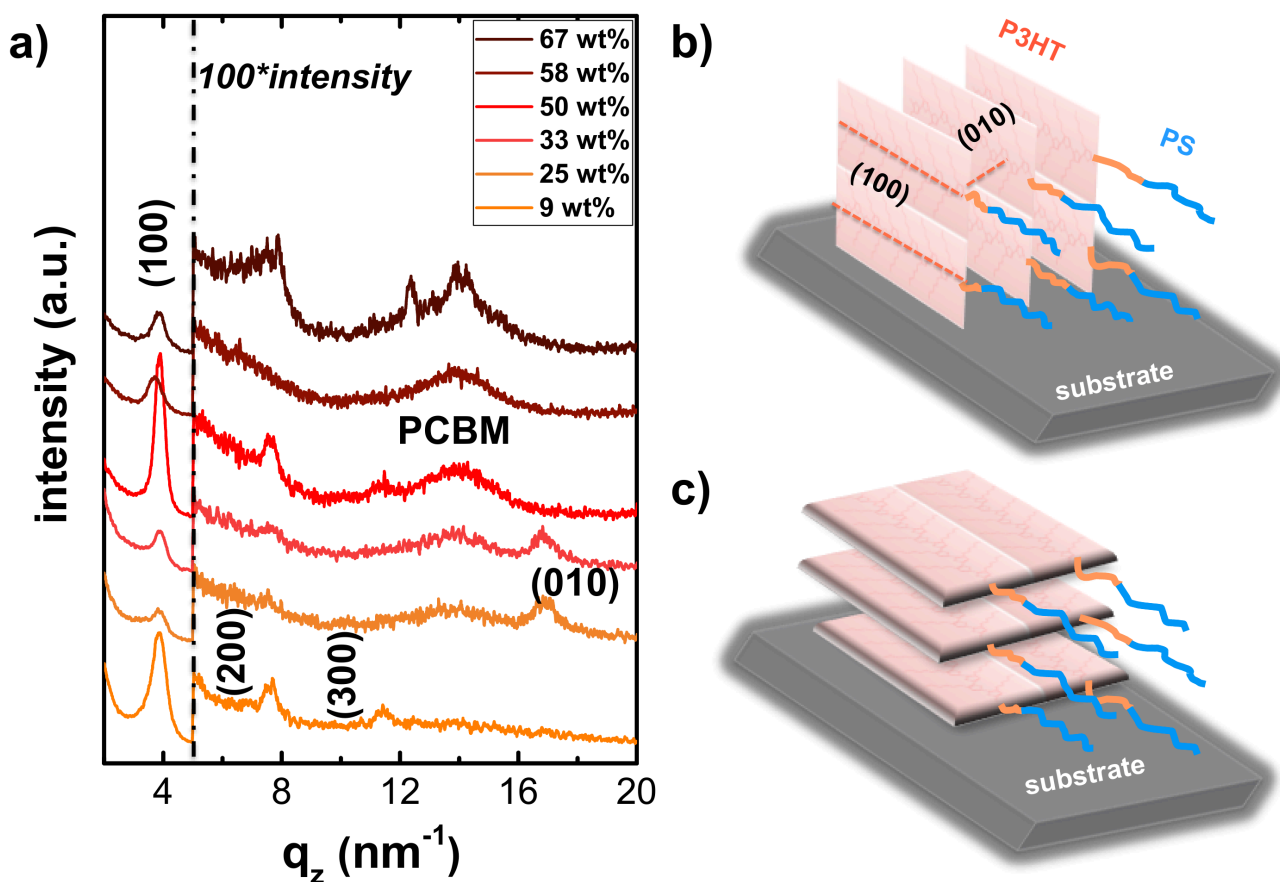 a)
100*intensity
67 wt%
58 wt%
50 wt%
33 wt%
25 wt%
9 wt%
(100)
PCBM
(010)
(200)
(300)
intensity (a.u.)
4
8
12
16
20
q_z (nm⁻¹)
b)
P3HT
(010)
PS
(100)
substrate
c)
substrate